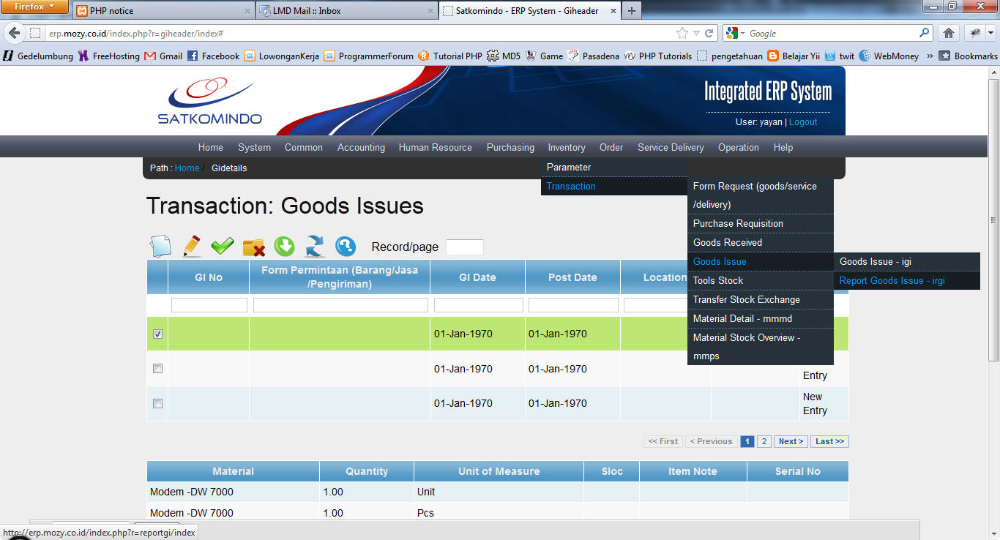 Firefox
PHP notice
LMD Mail :: Inbox
Satkomindo - ERP System - Giheader
erp.mozy.co.id/index.php?r=giheader/index#
Google
Gedelumbung
FreeHosting
Gmail
Facebook
LowonganKerja
ProgrammerForum
Tutorial PHP
MD5
Game
Pasadena
PHP Tutorials
pengetahuan
Belajar Yii
twit
WebMoney
Bookmarks
SATKOMINDO
Integrated ERP System
User: yayan | Logout
Home System Common Accounting Human Resource Purchasing Inventory Order Service Delivery Operation Help
Path : Home / Gidetails
Parameter
Transaction
Form Request (goods/service
/delivery)
Purchase Requisition
Goods Received
Goods Issue
Tools Stock
Transfer Stock Exchange
Material Detail - mmmd
Material Stock Overview -
mmps
Goods Issue - igi
Report Goods Issue - irgi
Transaction: Goods Issues
Record/page
GI No
Form Permintaan (Barang/Jasa
/Pengiriman)
GI Date
Post Date
Location
01-Jan-1970 01-Jan-1970
01-Jan-1970 01-Jan-1970
Entry
01-Jan-1970 01-Jan-1970
New
Entry
<< First < Previous 1 2 Next > Last >>
Material Quantity Unit of Measure Sloc Item Note Serial No
Modem -DW 7000 1.00 Unit
Modem -DW 7000 1.00 Pcs
http://erp.mozy.co.id/index.php?r=reportgi/index